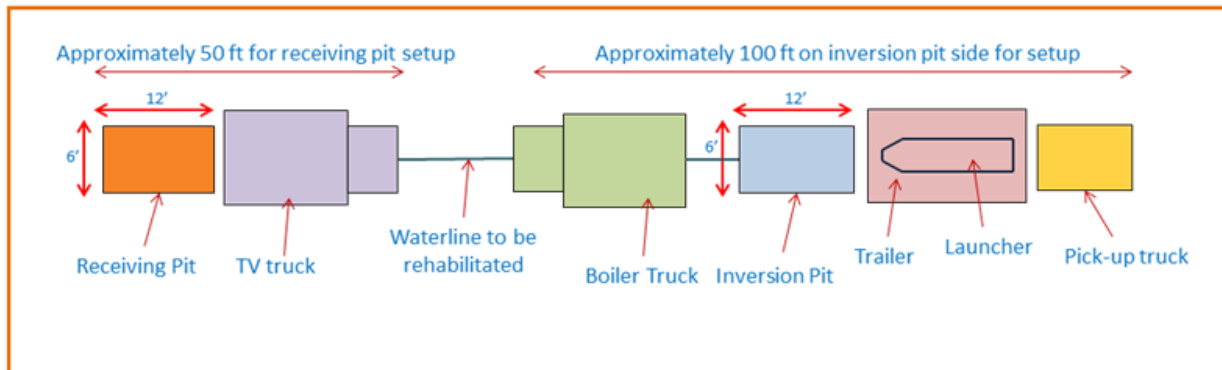 Approximately 50 ft for receiving pit setup
Approximately 100 ft on inversion pit side for setup
12'
12'
6'
6'
Receiving Pit
TV truck
Waterline to be
rehabilitated
Boiler Truck
Inversion Pit
Trailer
Launcher
Pick-up truck